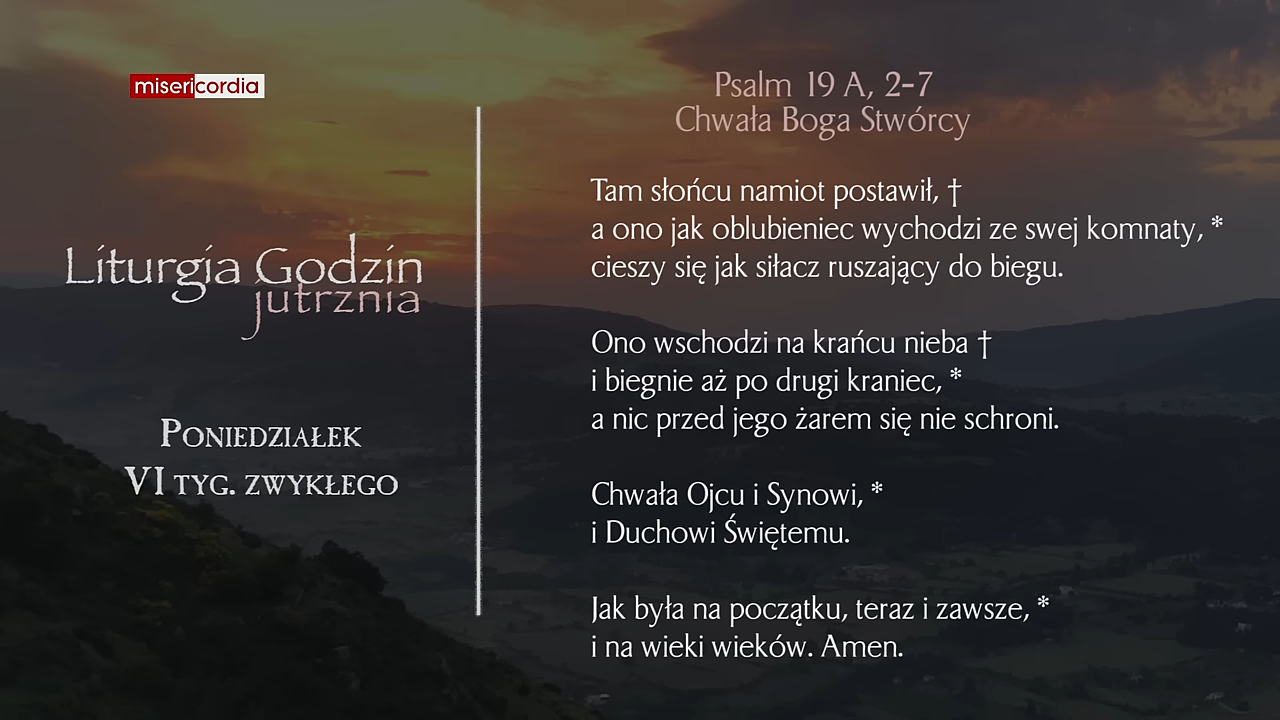 misericordia
Liturgia Godzin
jutrznia
Poniedziałek
VI tyg. zwykłego
Psalm 19 A, 2-7
Chwała Boga Stwórcy
Tam słońcu namiot postawił, †
a ono jak oblubieniec wychodzi ze swej komnaty, *
cieszy się jak siłacz ruszający do biegu.
Ono wschodzi na krańcu nieba †
i biegnie aż po drugi kraniec, *
a nic przed jego żarem się nie schroni.
Chwała Ojcu i Synowi, *
i Duchowi Świętemu.
Jak była na początku, teraz i zawsze, *
i na wieki wieków. Amen.